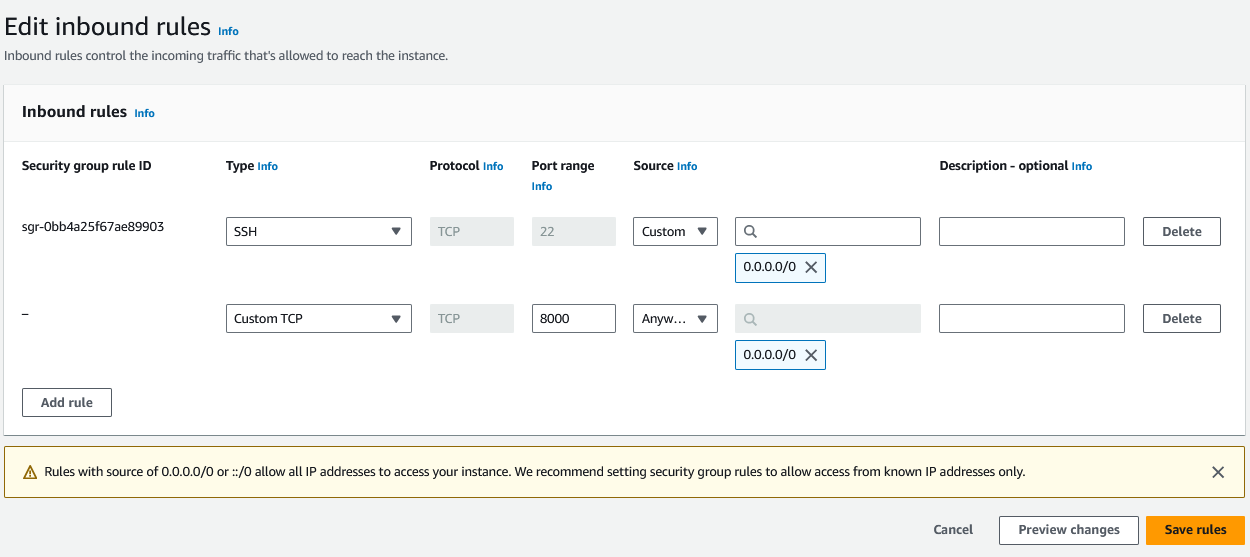 Edit inbound rules Info
Inbound rules control the incoming traffic that's allowed to reach the instance.
Inbound rules Info
Security group rule ID
Type Info
Protocol Info
Port range
Info
Source Info
Description - optional Info
sgr-0bb4a25f67ae89903
SSH
TCP
22
Custom
0.0.0.0/0
Delete
–
Custom TCP
TCP
8000
Anyw...
0.0.0.0/0
Delete
Add rule
Rules with source of 0.0.0.0/0 or ::/0 allow all IP addresses to access your instance. We recommend setting security group rules to allow access from known IP addresses only.
Cancel
Preview changes
Save rules